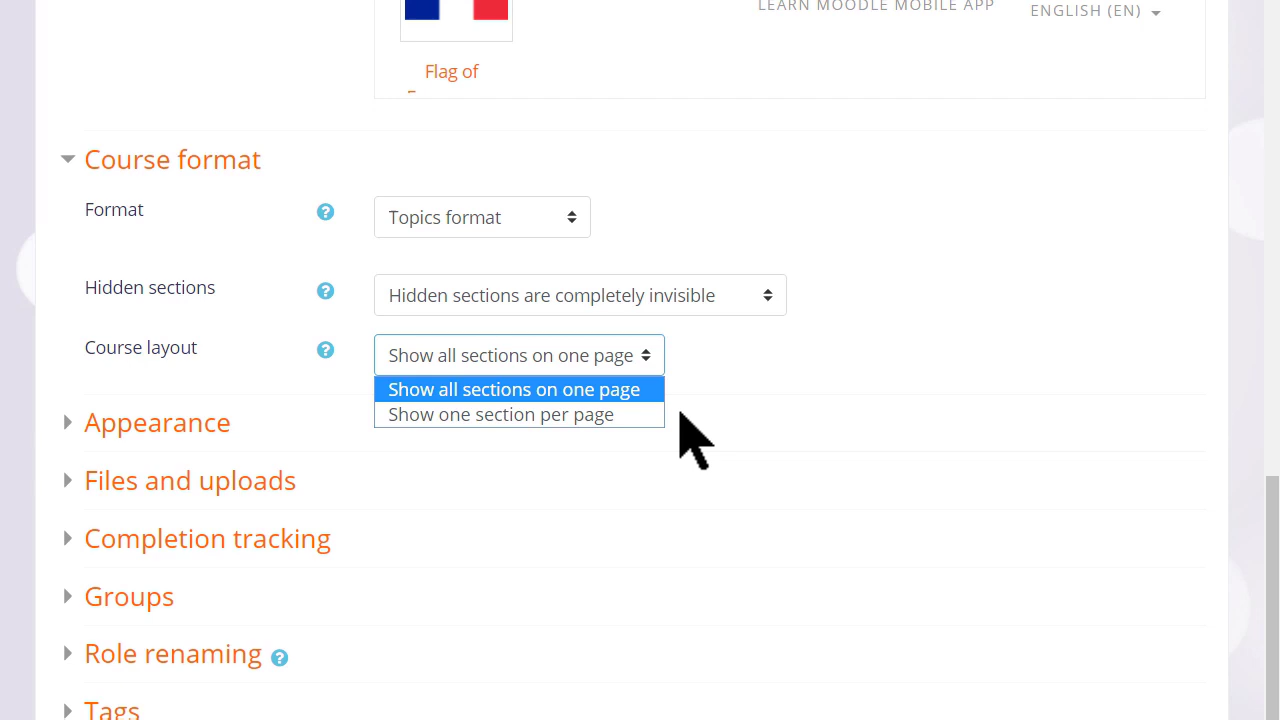 LEARN MOODLE MOBILE APP
ENGLISH (EN)
Flag of
Course format
Format
Topics format
Hidden sections
Hidden sections are completely invisible
Course layout
Show all sections on one page
Show all sections on one page
Show one section per page
Appearance
Files and uploads
Completion tracking
Groups
Role renaming
Tags